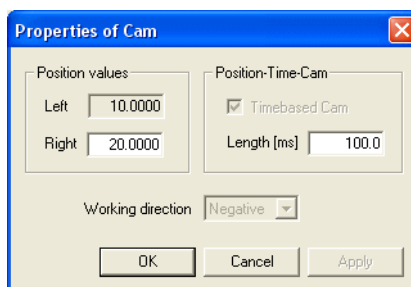 Properties of Cam
Position values
Left 10.0000
Right 20.0000
Position-Time-Cam
Timebased Cam
Length [ms] 100.0
Working direction Negative
OK Cancel Apply